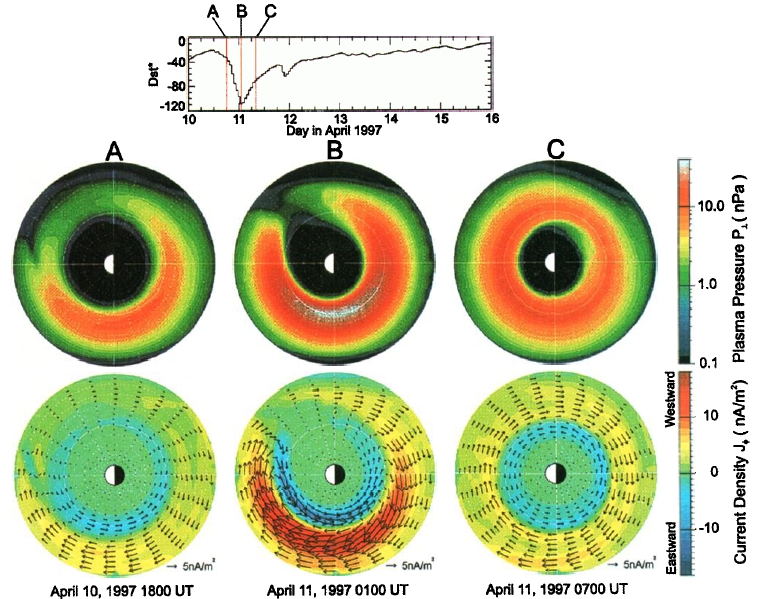 A B C
0
-40
-80
-120
Dst*
10 11 12 13 14 15 16
Day in April 1997
A B C
10.0
1.0
0.1
Plasma Pressure P⊥ ( nPa )
5nA/m² 5nA/m² 5nA/m²
Westward
Eastward
10
0
-10
Current Density Jϕ ( nA/m² )
April 10, 1997 1800 UT April 11, 1997 0100 UT April 11, 1997 0700 UT